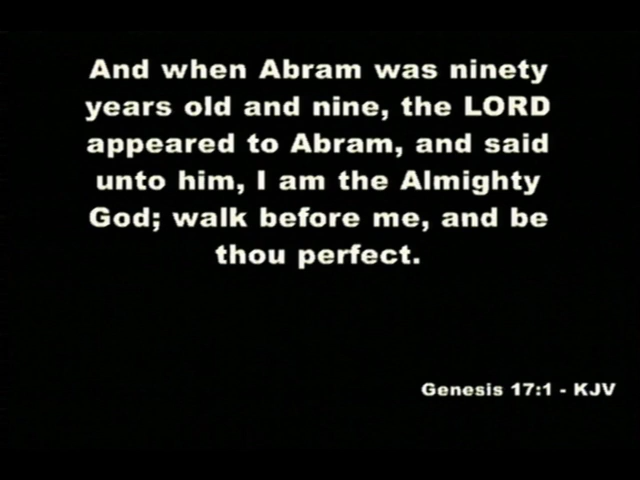 And when Abram was ninety
years old and nine, the LORD
appeared to Abram, and said
unto him, I am the Almighty
God; walk before me, and be
thou perfect.
Genesis 17:1 - KJV